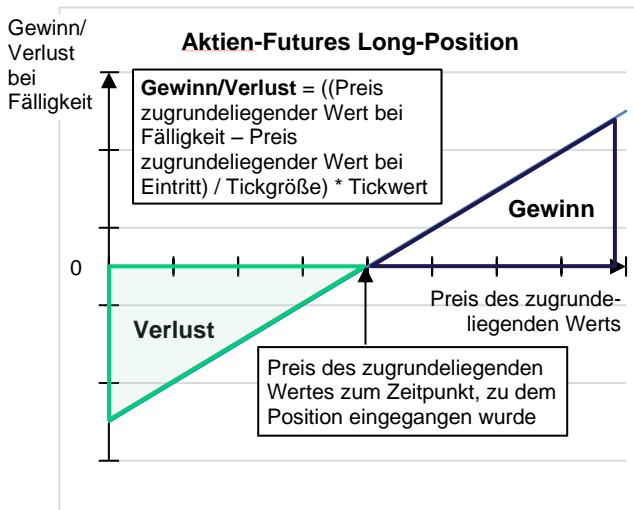 Gewinn/
Verlust
bei
Fälligkeit
Aktien-Futures Long-Position
Gewinn/Verlust = ((Preis
zugrundeliegender Wert bei
Fälligkeit – Preis
zugrundeliegender Wert bei
Eintritt) / Tickgröße) * Tickwert
Gewinn
0
Preis des zugrunde-
liegenden Werts
Verlust
Preis des zugrundeliegenden
Wertes zum Zeitpunkt, zu dem
Position eingegangen wurde